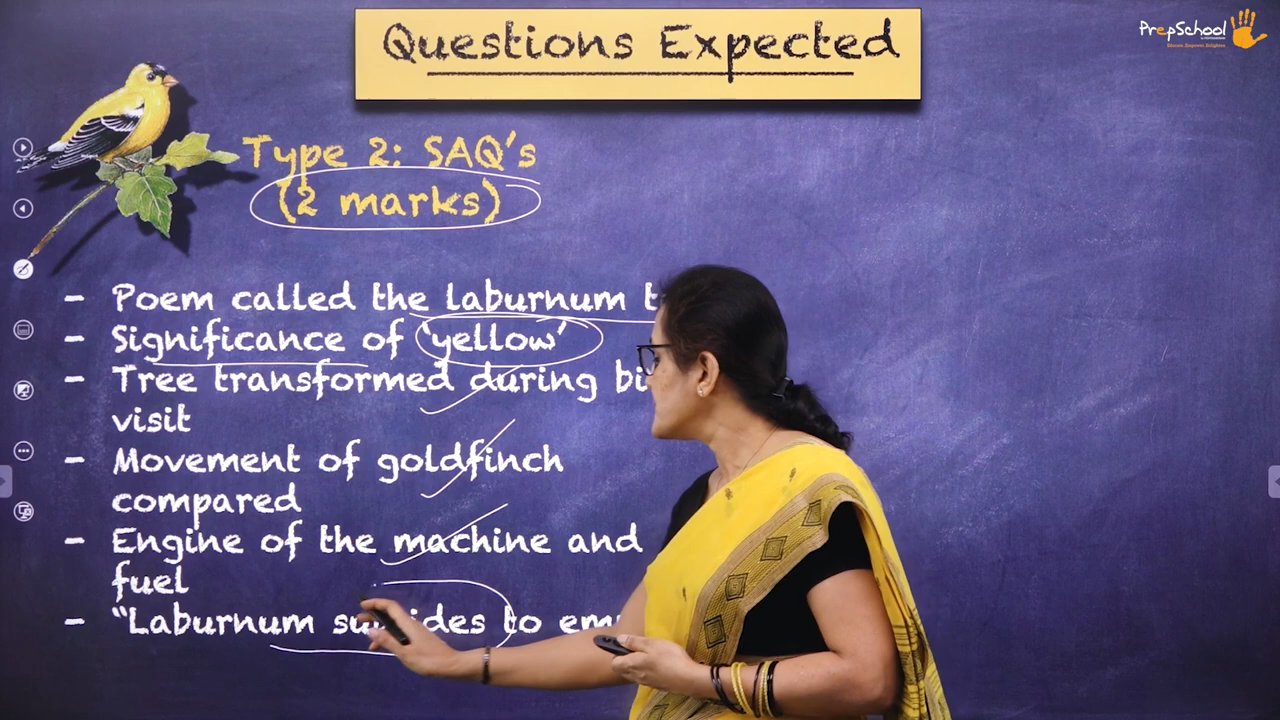 Questions Expected
PrepSchool
Type 2: SAQ's
(2 marks)
- Poem called the laburnum
- Significance of 'yellow'
- Tree transformed during
visit
- Movement of goldfinch
compared
- Engine of the machine and
fuel
- "Laburnum to